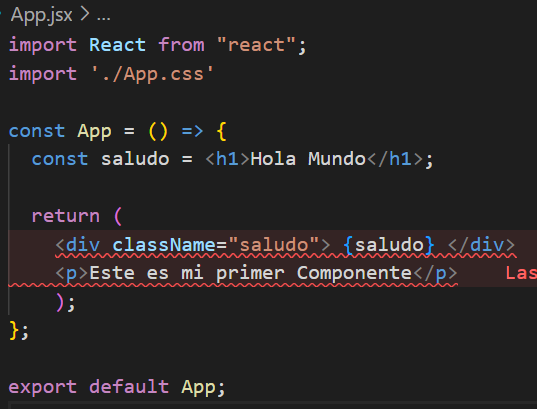 App.jsx > ...
import React from "react";
import './App.css'
const App = () => {
const saludo = <h1>Hola Mundo</h1>;
return (
<div className="saludo"> {saludo} </div>
<p>Este es mi primer Componente</p> Las
);
};
export default App;